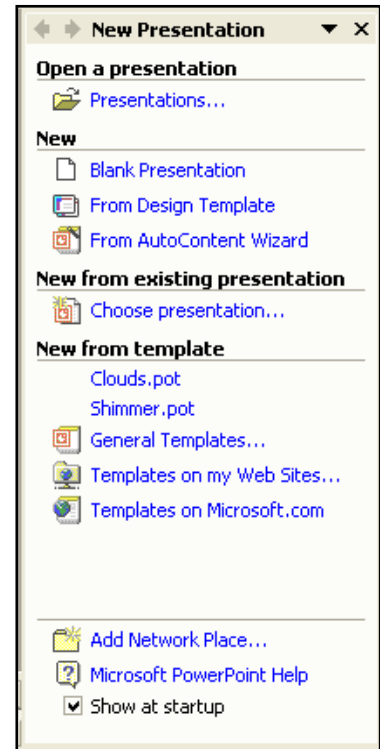 New Presentation
Open a presentation
Presentations...
New
Blank Presentation
From Design Template
From AutoContent Wizard
New from existing presentation
Choose presentation...
New from template
Clouds.pot
Shimmer.pot
General Templates...
Templates on my Web Sites...
Templates on Microsoft.com
Add Network Place...
Microsoft PowerPoint Help
Show at startup